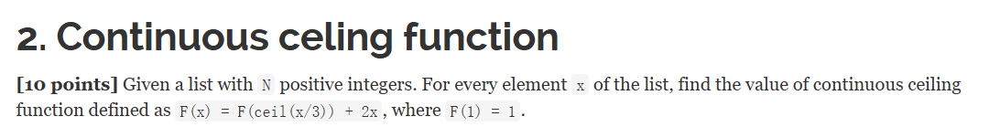 2. Continuous celing function
[10 points] Given a list with N positive integers. For every element x of the list, find the value of continuous ceiling
function defined as F(x) = F(ceil(x/3)) + 2x, where F(1) = 1.